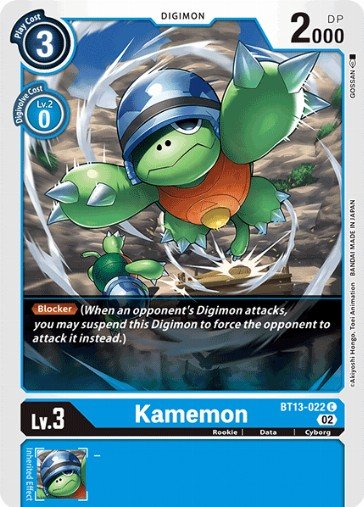 DIGIMON
Play Cost
3
2000
DP
Digivolve Cost
Lv.2
0
GOSSAN
©Akiyoshi Hongo, Toei Animation BANDAI MADE IN JAPAN
Blocker (When an opponent's Digimon attacks,
you may suspend this Digimon to force the opponent to
attack it instead.)
BT13-022 C
Lv.3
Kamemon
02
Rookie | Data | Cyborg
Inherited Effect
–